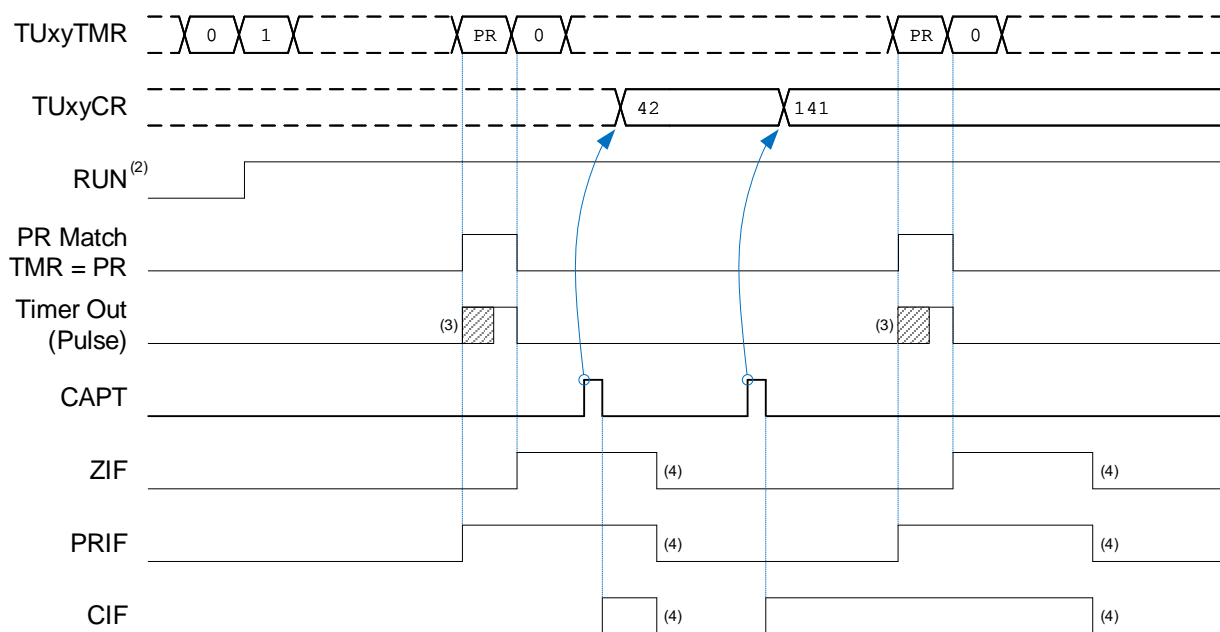 TUxyTMR 0 1 PR 0 PR 0
TUxyCR 42 141
RUN(2)
PR Match
TMR = PR
Timer Out
(Pulse)
(3) (3)
CAPT
ZIF (4) (4)
PRIF (4) (4)
CIF (4) (4)